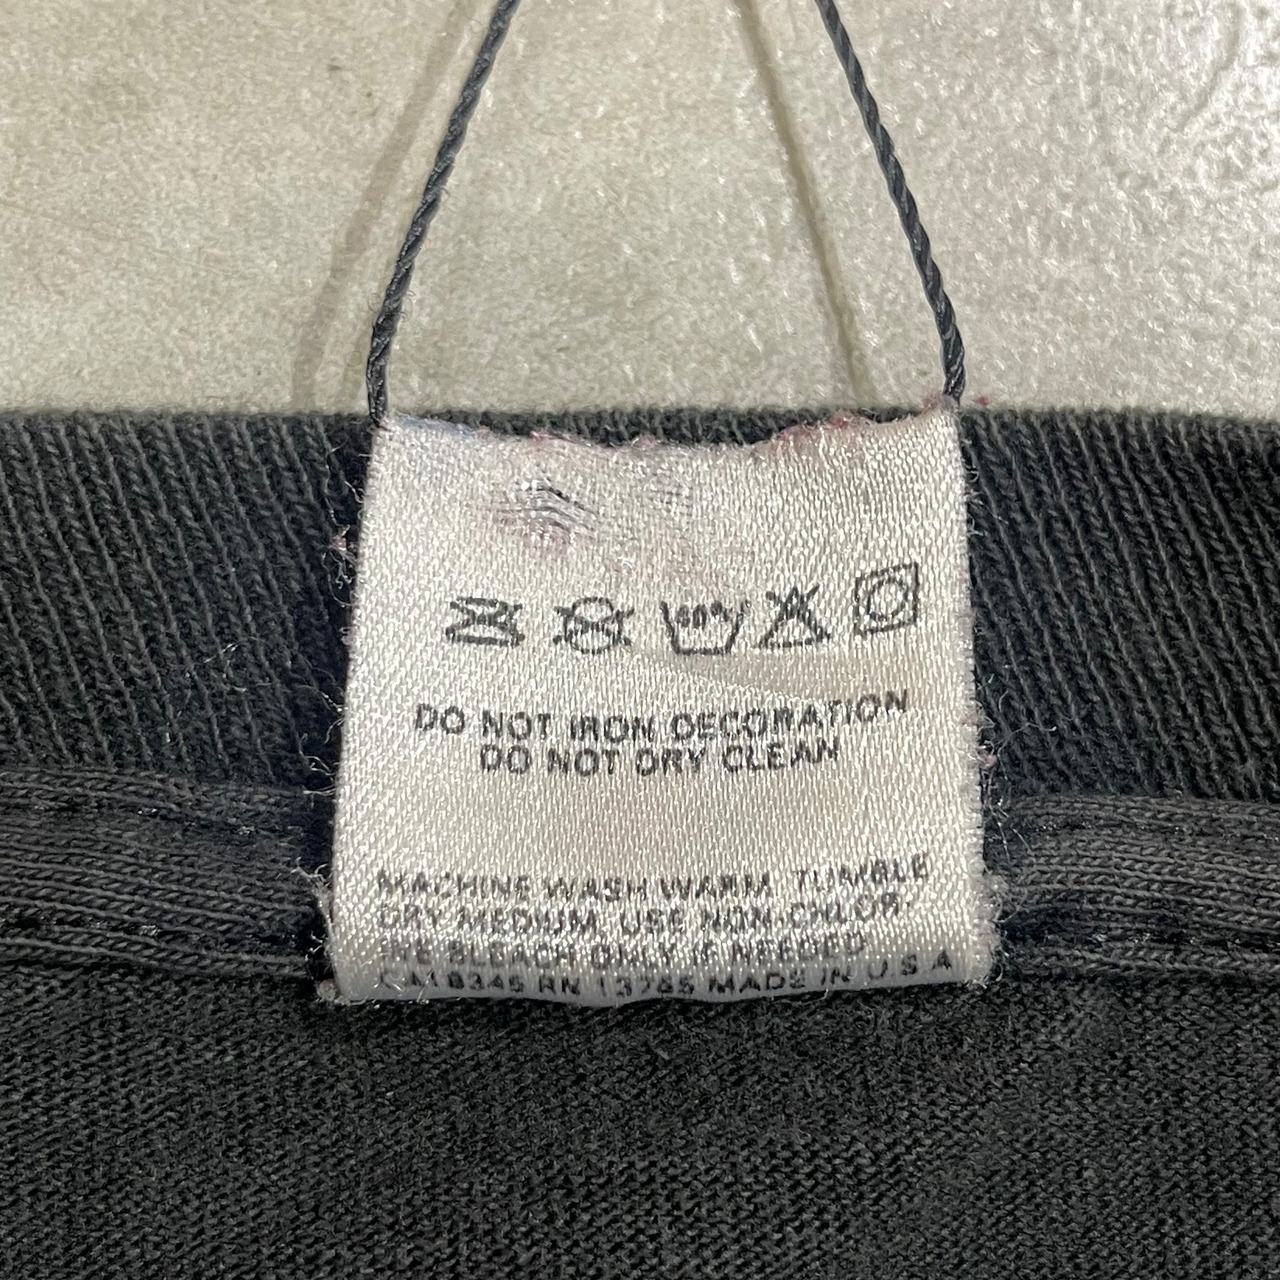 DO NOT IRON DECORATION
DO NOT DRY CLEAN
MACHINE WASH WARM, TUMBLE
DRY MEDIUM, USE NON-CHLOR-
INE BLEACH ONLY IF NEEDED
RN 13765 MADE IN U S A